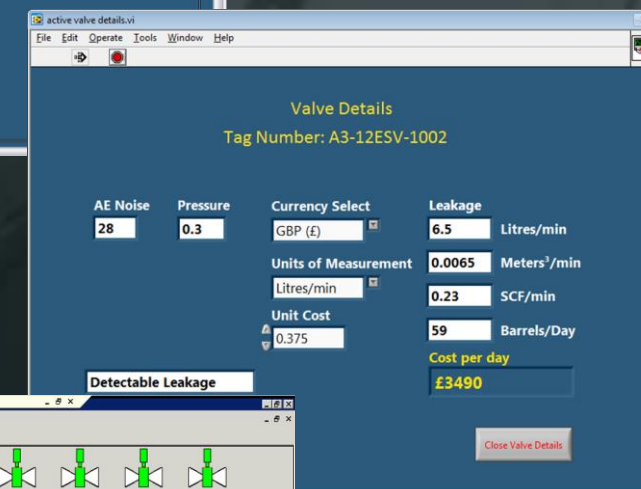 active valve details.vi
File Edit Operate Tools Window Help
Valve Details
Tag Number: A3-12ESV-1002
AE Noise Pressure Currency Select Leakage
28 0.3 GBP (£) 6.5 Litres/min
Units of Measurement 0.0065 Meters³/min
Litres/min 0.23 SCF/min
Unit Cost
0.375 59 Barrels/Day
Cost per day
Detectable Leakage £3490
Close Valve Details